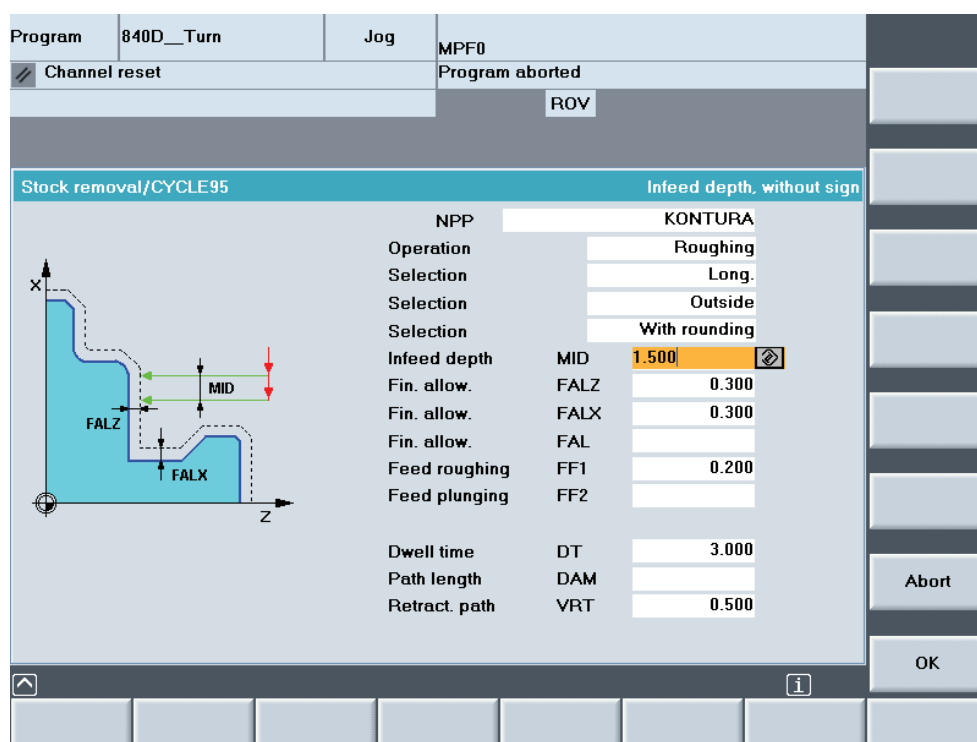 Program 840D__Turn Jog MPF0
Channel reset Program aborted
ROV
Stock removal/CYCLE95 Infeed depth, without sign
NPP KONTURA
Operation Roughing
Selection Long.
Selection Outside
Selection With rounding
Infeed depth MID 1.500
Fin. allow. FALZ 0.300
Fin. allow. FALX 0.300
Fin. allow. FAL
Feed roughing FF1 0.200
Feed plunging FF2
Dwell time DT 3.000
Path length DAM
Retract. path VRT 0.500
X
MID
FALZ
FALX
Z
Abort
OK
i